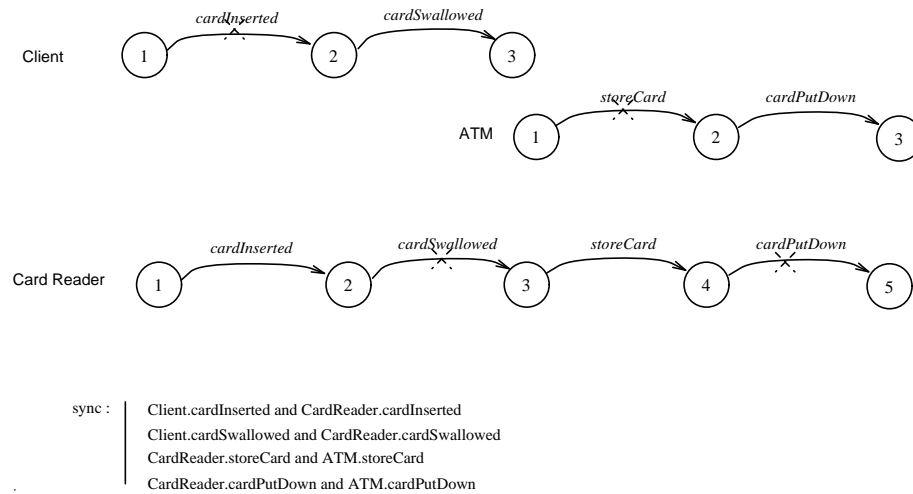 cardInserted cardSwallowed
Client 1 2 3
storeCard cardPutDown
ATM 1 2 3
cardInserted cardSwallowed storeCard cardPutDown
Card Reader 1 2 3 4 5
sync : Client.cardInserted and CardReader.cardInserted
Client.cardSwallowed and CardReader.cardSwallowed
CardReader.storeCard and ATM.storeCard
CardReader.cardPutDown and ATM.cardPutDown